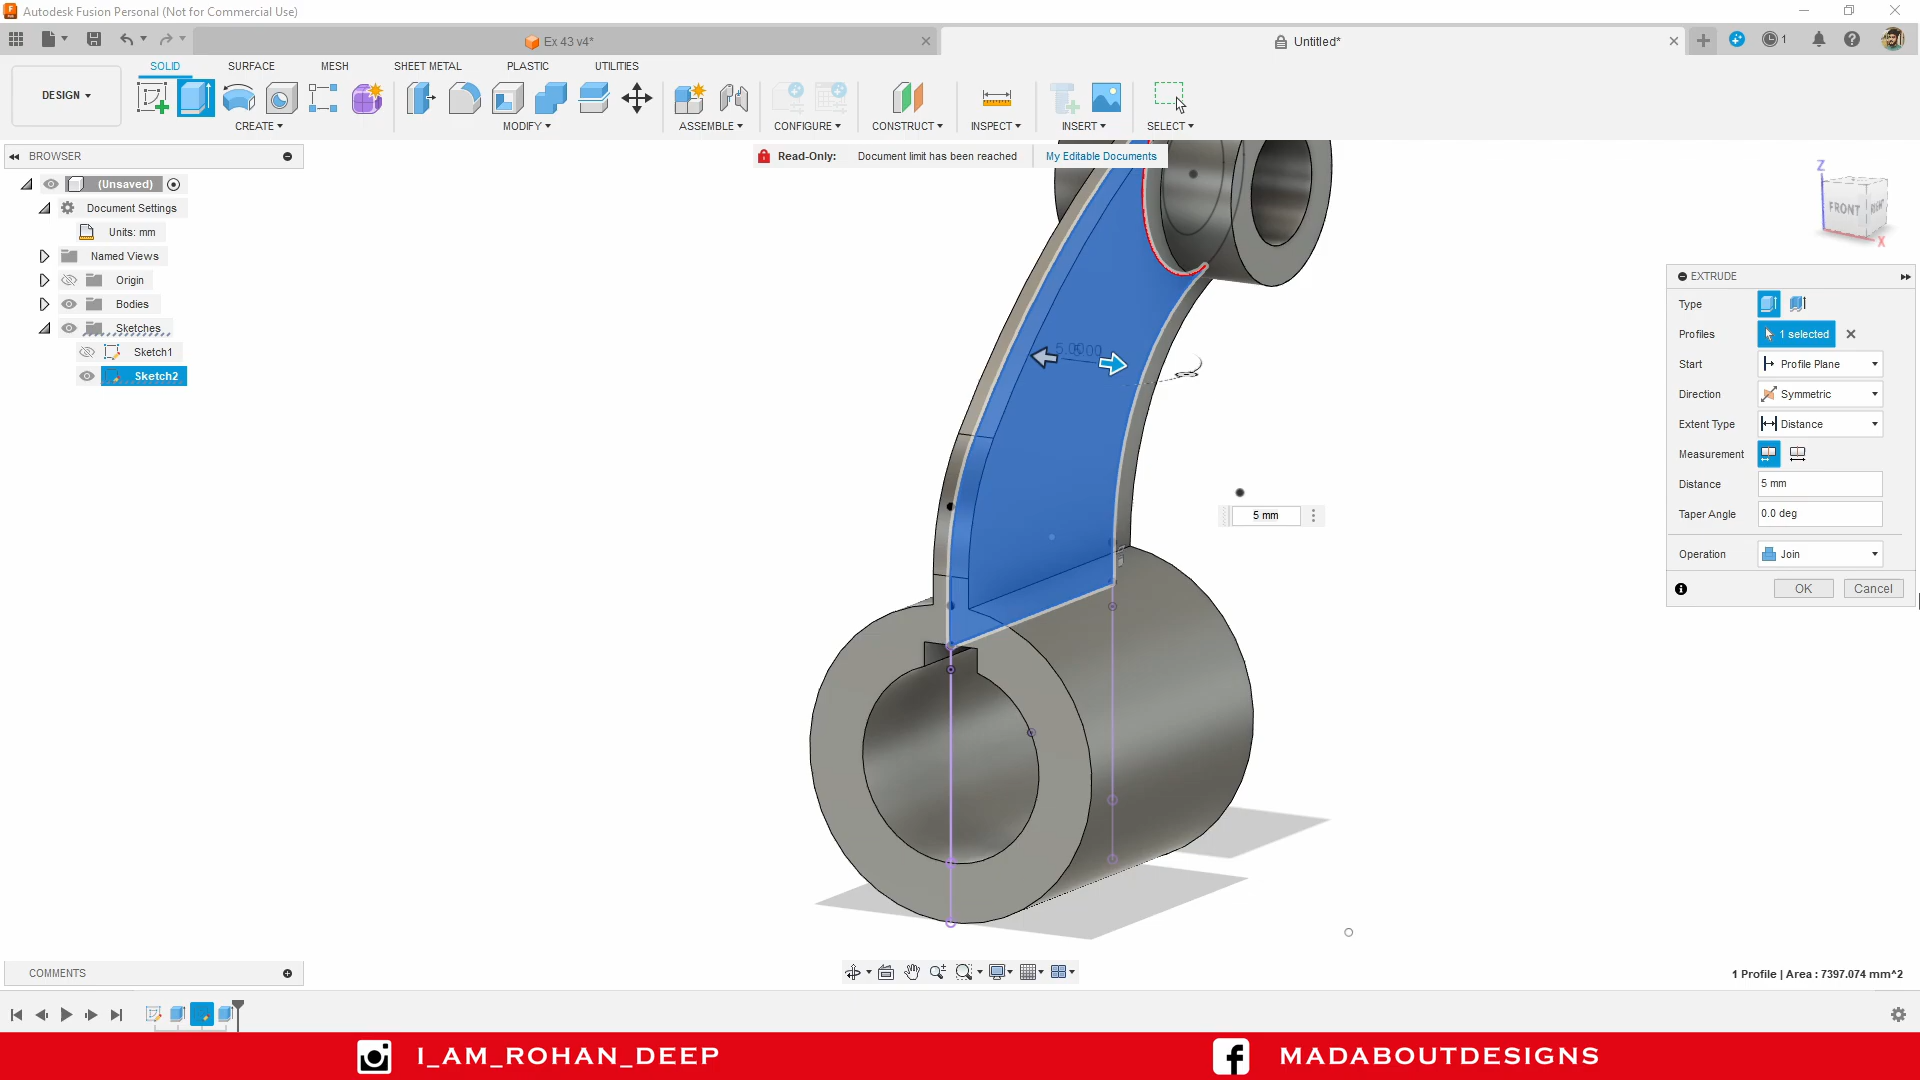 Autodesk Fusion Personal (Not for Commercial Use)
Ex 43 v4*
Untitled*
1
DESIGN
SOLID
SURFACE
MESH
SHEET METAL
PLASTIC
UTILITIES
CREATE
MODIFY
ASSEMBLE
CONFIGURE
CONSTRUCT
INSPECT
INSERT
SELECT
BROWSER
Read-Only: Document limit has been reached My Editable Documents
(Unsaved)
Document Settings
Units: mm
Named Views
Origin
Bodies
Sketches
Sketch1
Sketch2
Z
FRONT
RIGHT
X
EXTRUDE
Type
Profiles 1 selected
Start Profile Plane
Direction Symmetric
Extent Type Distance
Measurement
Distance 5 mm
Taper Angle 0.0 deg
Operation Join
OK Cancel
5 mm
COMMENTS
1 Profile | Area : 7397.074 mm^2
I_AM_ROHAN_DEEP
MADABOUTDESIGNS